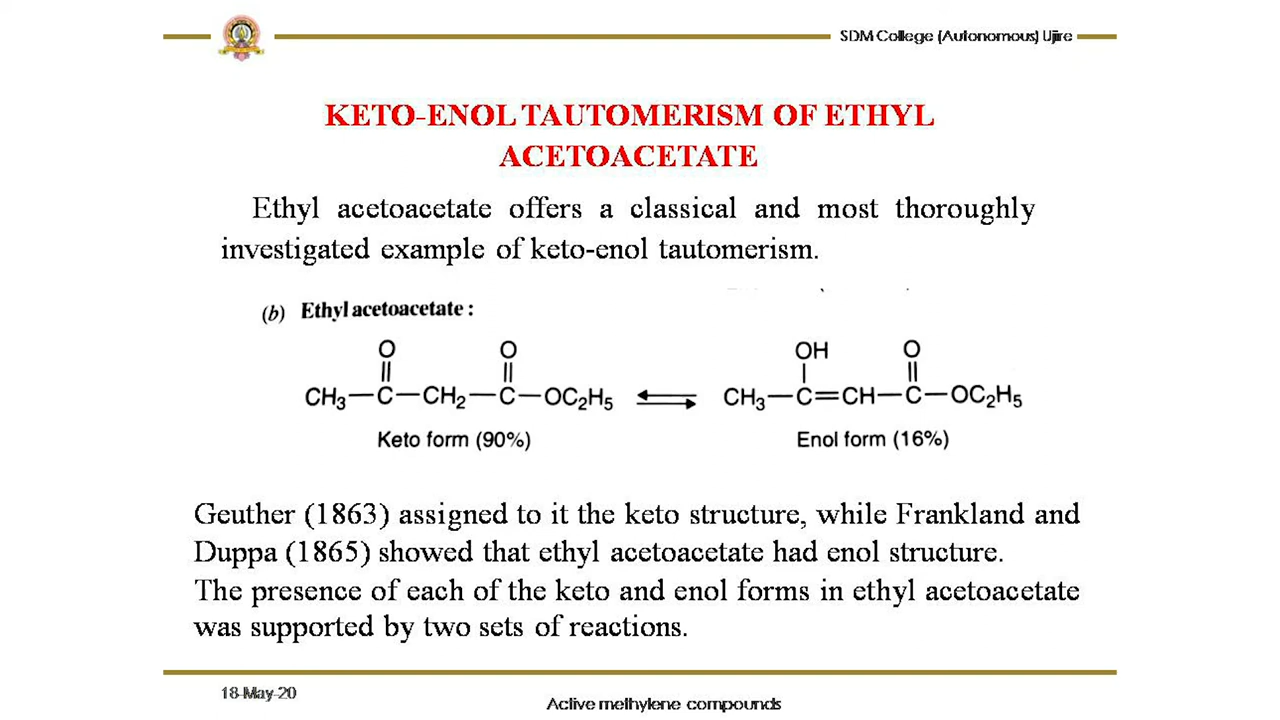 SDM College (Autonomous) Ujire
KETO-ENOL TAUTOMERISM OF ETHYL
ACETOACETATE
Ethyl acetoacetate offers a classical and most thoroughly
investigated example of keto-enol tautomerism.
(b) Ethyl acetoacetate :
O O OH O
CH₃—C—CH₂—C—OC₂H₅ ⇌ CH₃—C=CH—C—OC₂H₅
Keto form (90%) Enol form (16%)
Geuther (1863) assigned to it the keto structure, while Frankland and
Duppa (1865) showed that ethyl acetoacetate had enol structure.
The presence of each of the keto and enol forms in ethyl acetoacetate
was supported by two sets of reactions.
18-May-20
Active methylene compounds